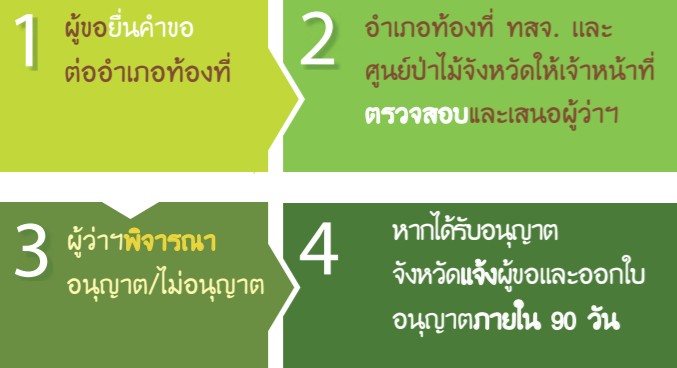 1
ผู้ขอยื่นคำขอ
ต่ออำเภอท้องที่
2
อำเภอท้องที่ ทสจ. และ
ศูนย์ป่าไม้จังหวัดให้เจ้าหน้าที่
ตรวจสอบและเสนอผู้ว่าฯ
3
ผู้ว่าฯพิจารณา
อนุญาต/ไม่อนุญาต
4
หากได้รับอนุญาต
จังหวัดแจ้งผู้ขอและออกใบ
อนุญาตภายใน 90 วัน